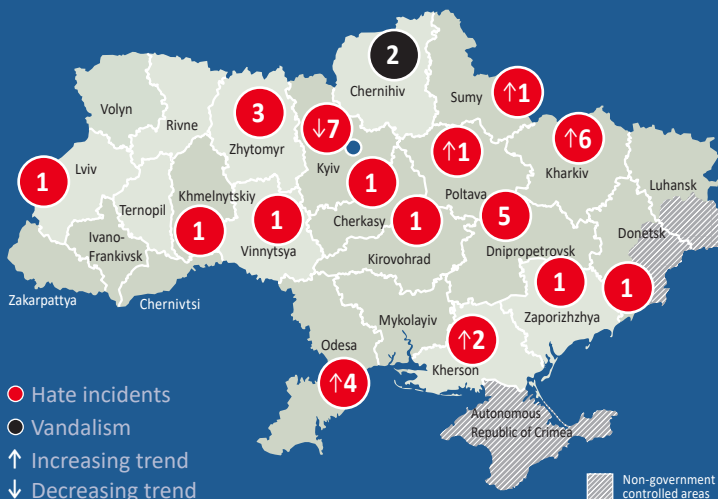 2
Chernihiv
Sumy
↑1
Volyn
Rivne
3
Zhytomyr
↓7
Kyiv
↑1
Poltava
↑6
Kharkiv
Luhansk
1
Lviv
Ternopil
Khmelnytskiy
1
1
Vinnytsya
1
Cherkasy
1
Kirovohrad
5
Dnipropetrovsk
Donetsk
1
Ivano-
Frankivsk
Zakarpattya
Chernivtsi
1
Zaporizhzhya
Mykolayiv
Odesa
↑4
↑2
Kherson
Autonomous
Republic of Crimea
Hate incidents
Vandalism
↑ Increasing trend
↓ Decreasing trend
Non-government
controlled areas